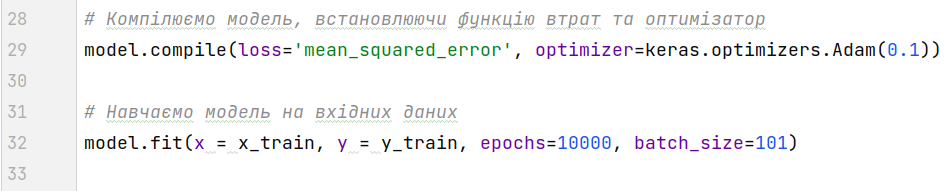 28 # Компілюємо модель, встановлюючи функцію втрат та оптимізатор
29 model.compile(loss='mean_squared_error', optimizer=keras.optimizers.Adam(0.1))
30
31 # Навчаємо модель на вхідних даних
32 model.fit(x = x_train, y = y_train, epochs=10000, batch_size=101)
33